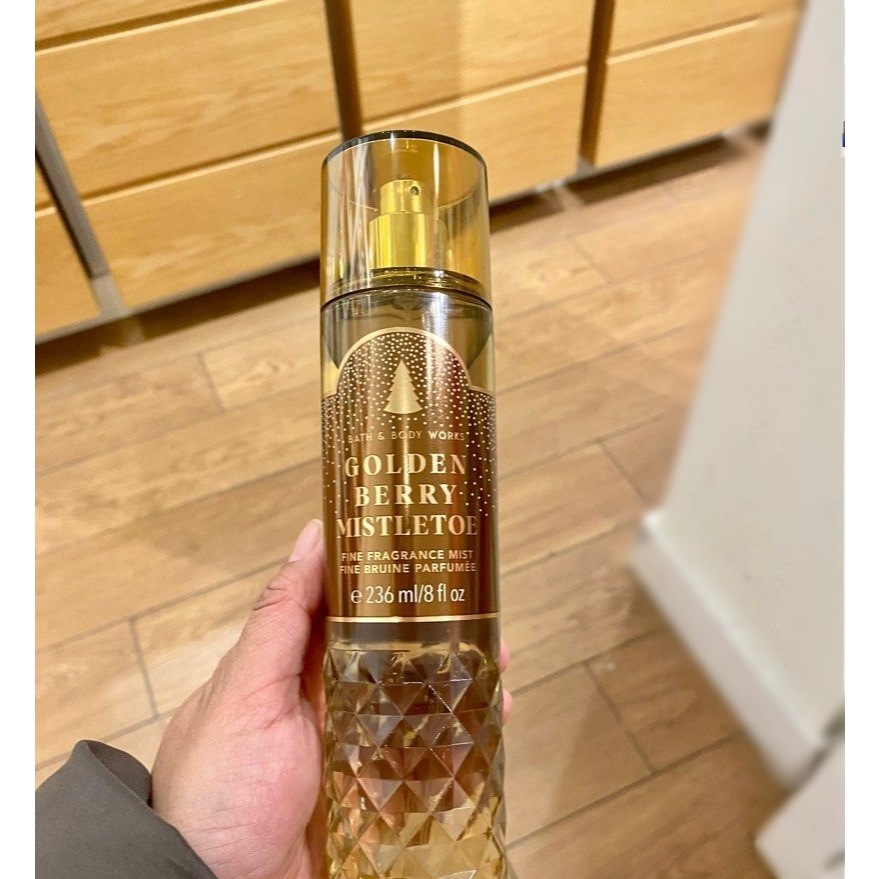 BATH & BODY WORKS
GOLDEN
BERRY
MISTLETOE
FINE FRAGRANCE MIST
FINE BRUINE PARFUMÉE
℮ 236 ml/8 fl oz